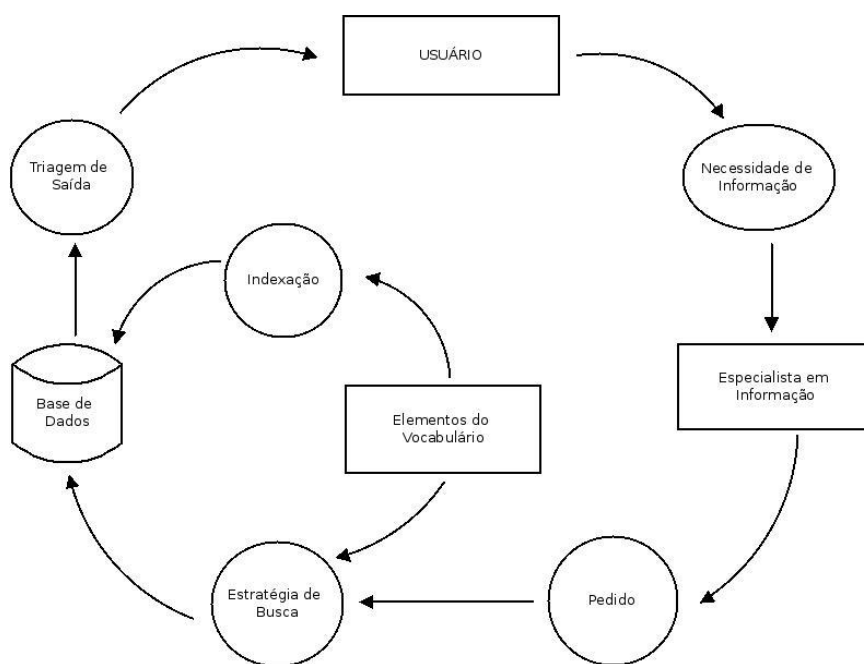 USUÁRIO
Triagem de
Saída
Necessidade de
Informação
Indexação
Base de
Dados
Elementos do
Vocabulário
Especialista em
Informação
Estratégia de
Busca
Pedido